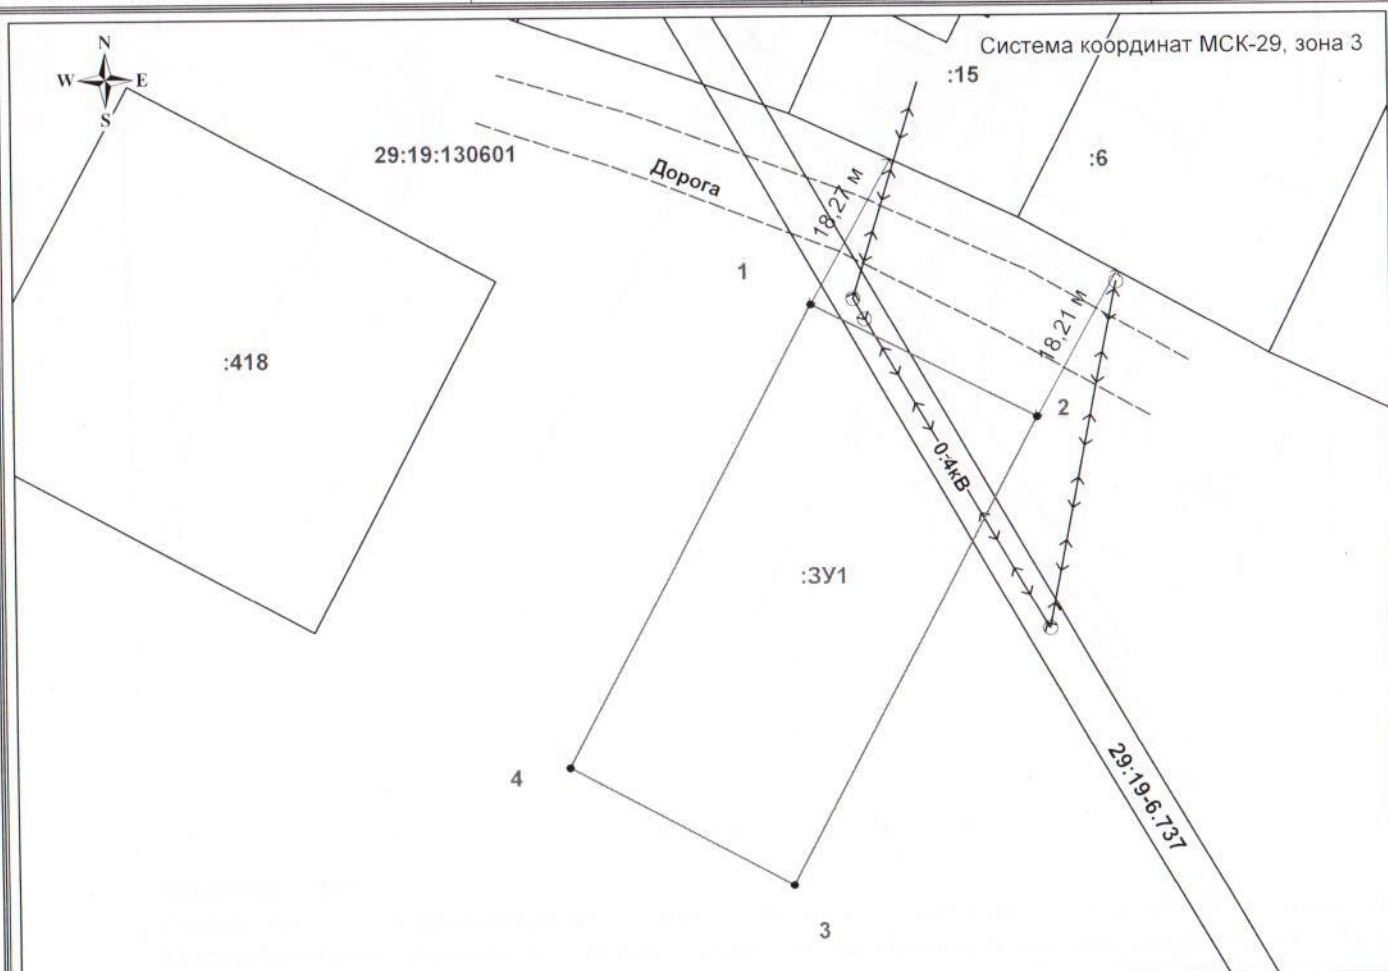 Система координат МСК-29, зона 3
N
W E
S
:15
29:19:130601
:6
Дорога
18,27 м
1
18,21 м
:418
2
0.4кВ
:ЗУ1
29:19-6.737
4
3